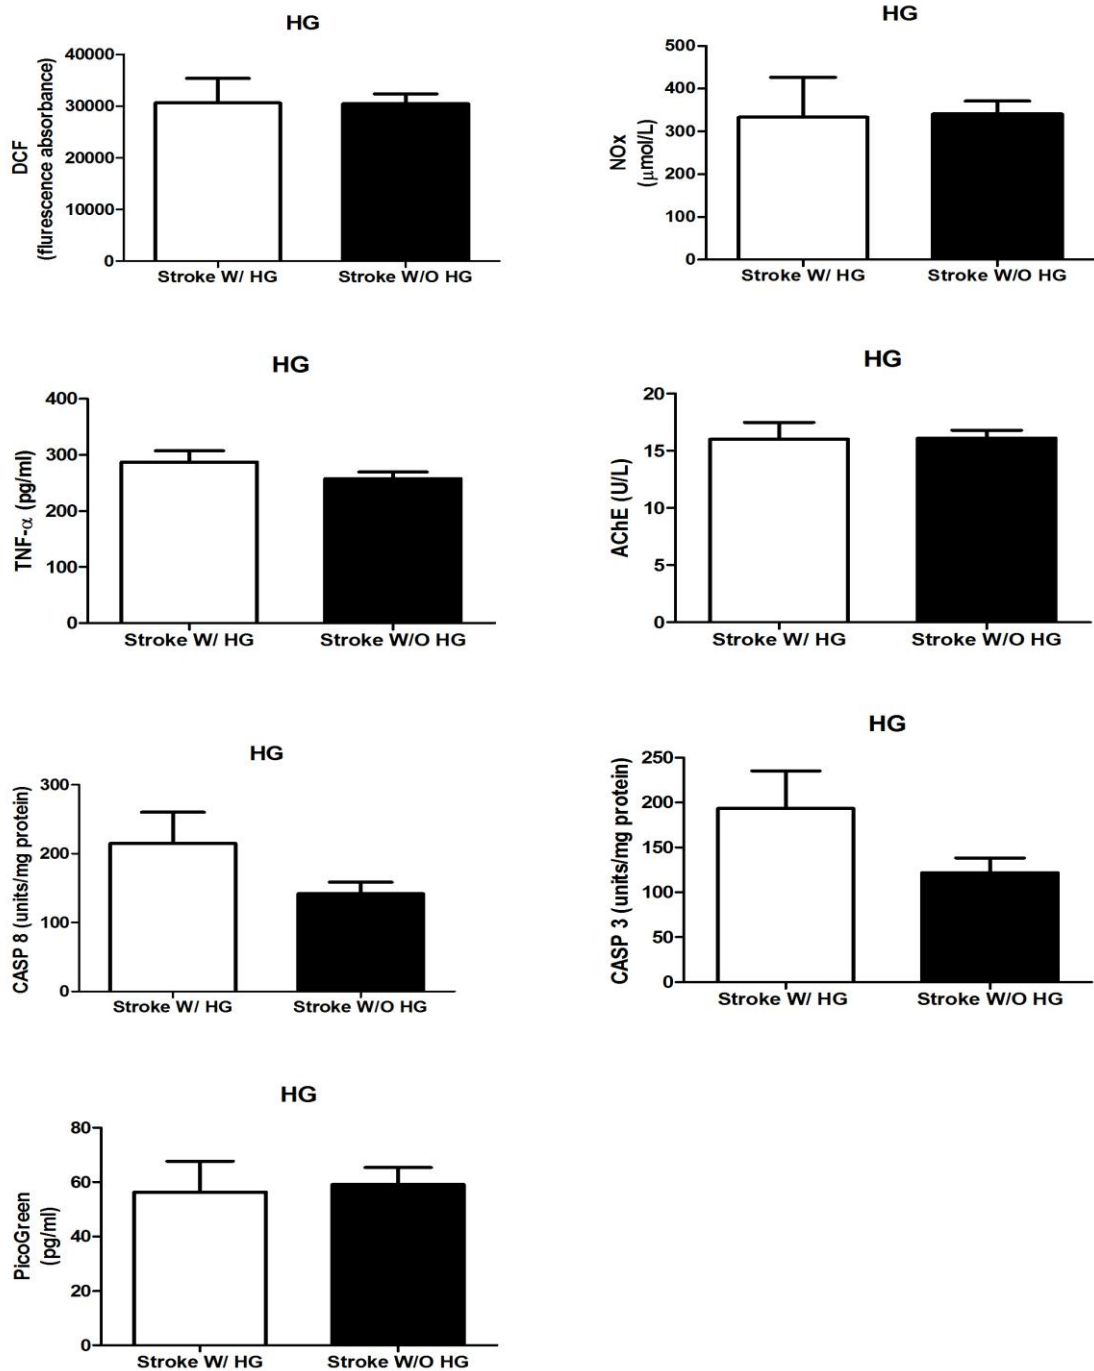 HG
40000
30000
20000
10000
0
DCF
(flurescence absorbance)
Stroke W/ HG Stroke W/O HG
HG
500
400
300
200
100
0
NOx
(μmol/L)
Stroke W/ HG Stroke W/O HG
HG
400
300
200
100
0
TNF-α (pg/ml)
Stroke W/ HG Stroke W/O HG
HG
20
15
10
5
0
AChE (U/L)
Stroke W/ HG Stroke W/O HG
HG
300
200
100
0
CASP 8 (units/mg protein)
Stroke W/ HG Stroke W/O HG
HG
250
200
150
100
50
0
CASP 3 (units/mg protein)
Stroke W/ HG Stroke W/O HG
HG
80
60
40
20
0
PicoGreen
(pg/ml)
Stroke W/ HG Stroke W/O HG